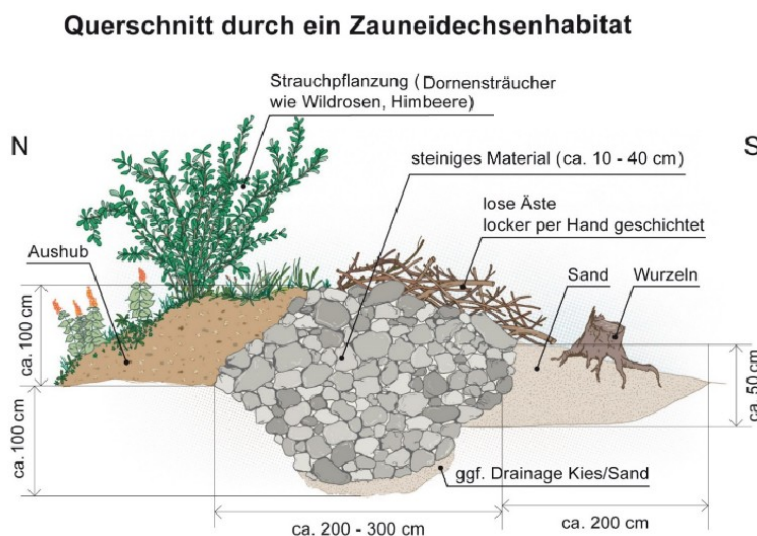 Querschnitt durch ein Zauneidechsenhabitat
Strauchpflanzung (Dornensträucher
wie Wildrosen, Himbeere)
N
S
steiniges Material (ca. 10 - 40 cm)
lose Äste
locker per Hand geschichtet
Aushub
Sand
Wurzeln
ca. 100 cm
ca. 50 cm
ca. 100 cm
ggf. Drainage Kies/Sand
ca. 200 - 300 cm
ca. 200 cm